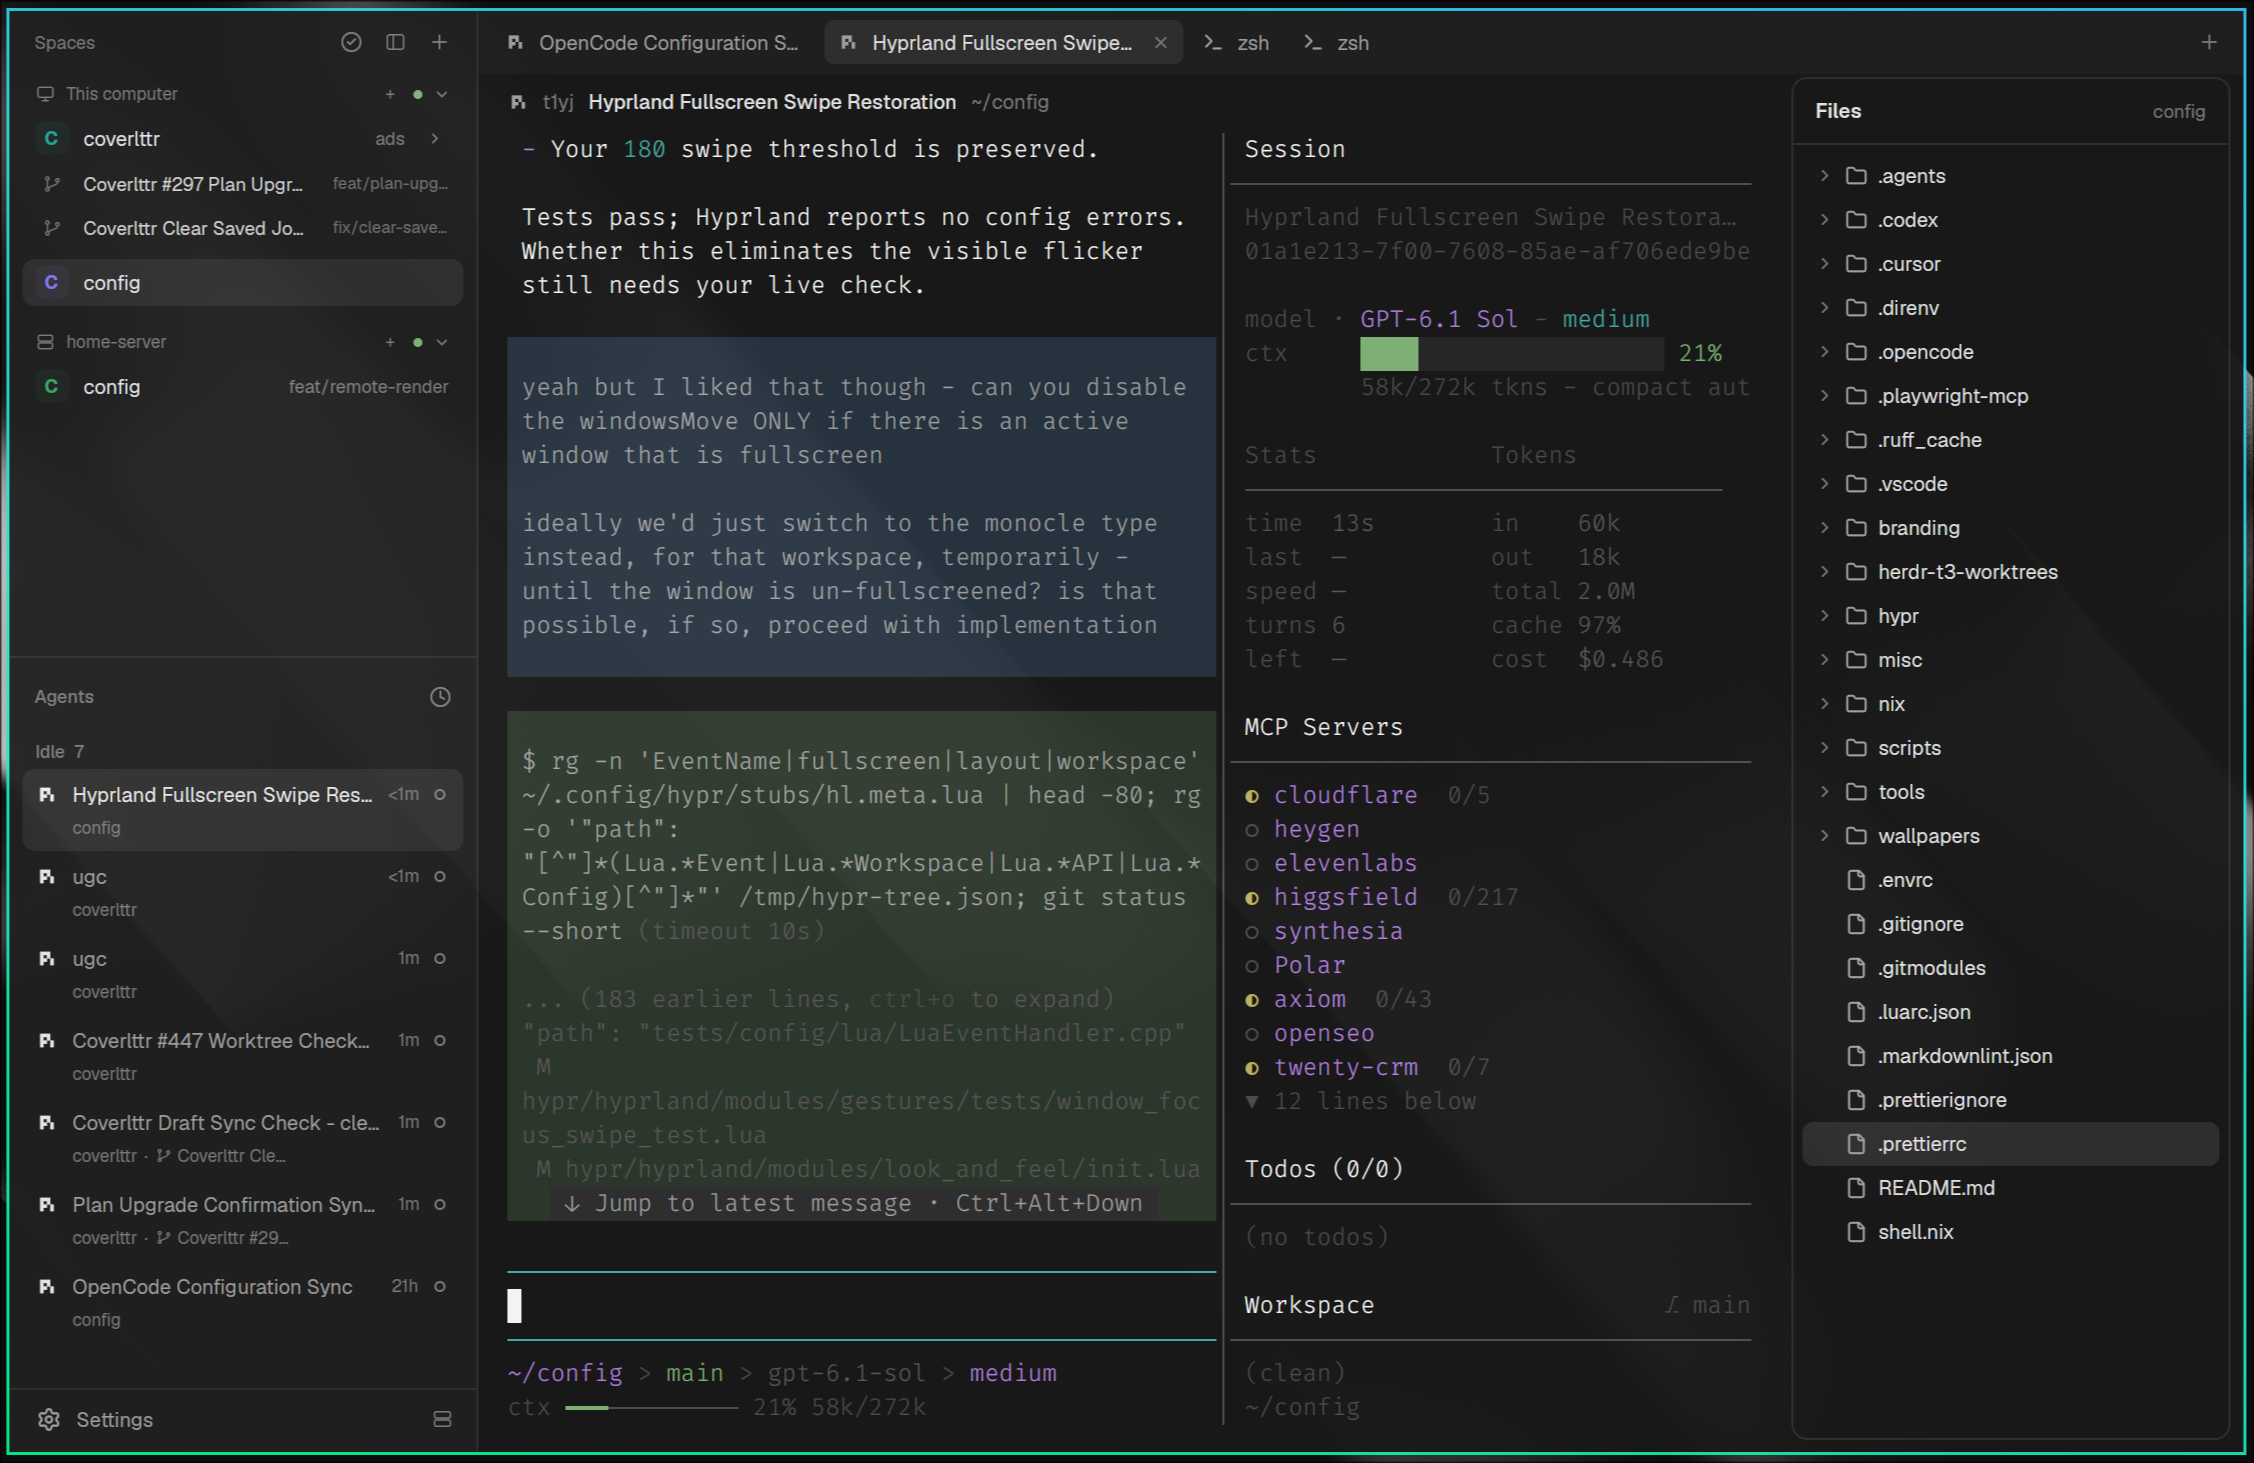 Spaces
This computer
C coverlttr ads
Coverlttr #297 Plan Upgr... feat/plan-upg...
Coverlttr Clear Saved Jo... fix/clear-save...
C config
home-server
C config feat/remote-render
Agents
Idle 7
Hyprland Fullscreen Swipe Res... <1m
config
ugc <1m
coverlttr
ugc 1m
coverlttr
Coverlttr #447 Worktree Check... 1m
coverlttr
Coverlttr Draft Sync Check - cle... 1m
coverlttr · Coverlttr Cle...
Plan Upgrade Confirmation Syn... 1m
coverlttr · Coverlttr #29...
OpenCode Configuration Sync 21h
config
Settings
OpenCode Configuration S...
Hyprland Fullscreen Swipe...
zsh
zsh
t1yj Hyprland Fullscreen Swipe Restoration ~/config
- Your 180 swipe threshold is preserved.
Tests pass; Hyprland reports no config errors.
Whether this eliminates the visible flicker
still needs your live check.
yeah but I liked that though - can you disable
the windowsMove ONLY if there is an active
window that is fullscreen
ideally we'd just switch to the monocle type
instead, for that workspace, temporarily -
until the window is un-fullscreened? is that
possible, if so, proceed with implementation
$ rg -n 'EventName|fullscreen|layout|workspace'
~/.config/hypr/stubs/hl.meta.lua | head -80; rg
-o '"path":
"[^"]*(Lua.*Event|Lua.*Workspace|Lua.*API|Lua.*
Config)[^"]*"' /tmp/hypr-tree.json; git status
--short (timeout 10s)
... (183 earlier lines, ctrl+o to expand)
"path": "tests/config/lua/LuaEventHandler.cpp"
M
hypr/hyprland/modules/gestures/tests/window_foc
us_swipe_test.lua
M hypr/hyprland/modules/look_and_feel/init.lua
↓ Jump to latest message · Ctrl+Alt+Down
~/config > main > gpt-6.1-sol > medium
ctx 21% 58k/272k
Session
Hyprland Fullscreen Swipe Restora…
01a1e213-7f00-7608-85ae-af706ede9be
model · GPT-6.1 Sol - medium
ctx 21%
58k/272k tkns - compact aut
Stats Tokens
time 13s in 60k
last — out 18k
speed — total 2.0M
turns 6 cache 97%
left — cost $0.486
MCP Servers
◐ cloudflare 0/5
○ heygen
○ elevenlabs
◐ higgsfield 0/217
○ synthesia
○ Polar
◐ axiom 0/43
○ openseo
◐ twenty-crm 0/7
▼ 12 lines below
Todos (0/0)
(no todos)
Workspace main
(clean)
~/config
Files config
.agents
.codex
.cursor
.direnv
.opencode
.playwright-mcp
.ruff_cache
.vscode
branding
herdr-t3-worktrees
hypr
misc
nix
scripts
tools
wallpapers
.envrc
.gitignore
.gitmodules
.luarc.json
.markdownlint.json
.prettierignore
.prettierrc
README.md
shell.nix